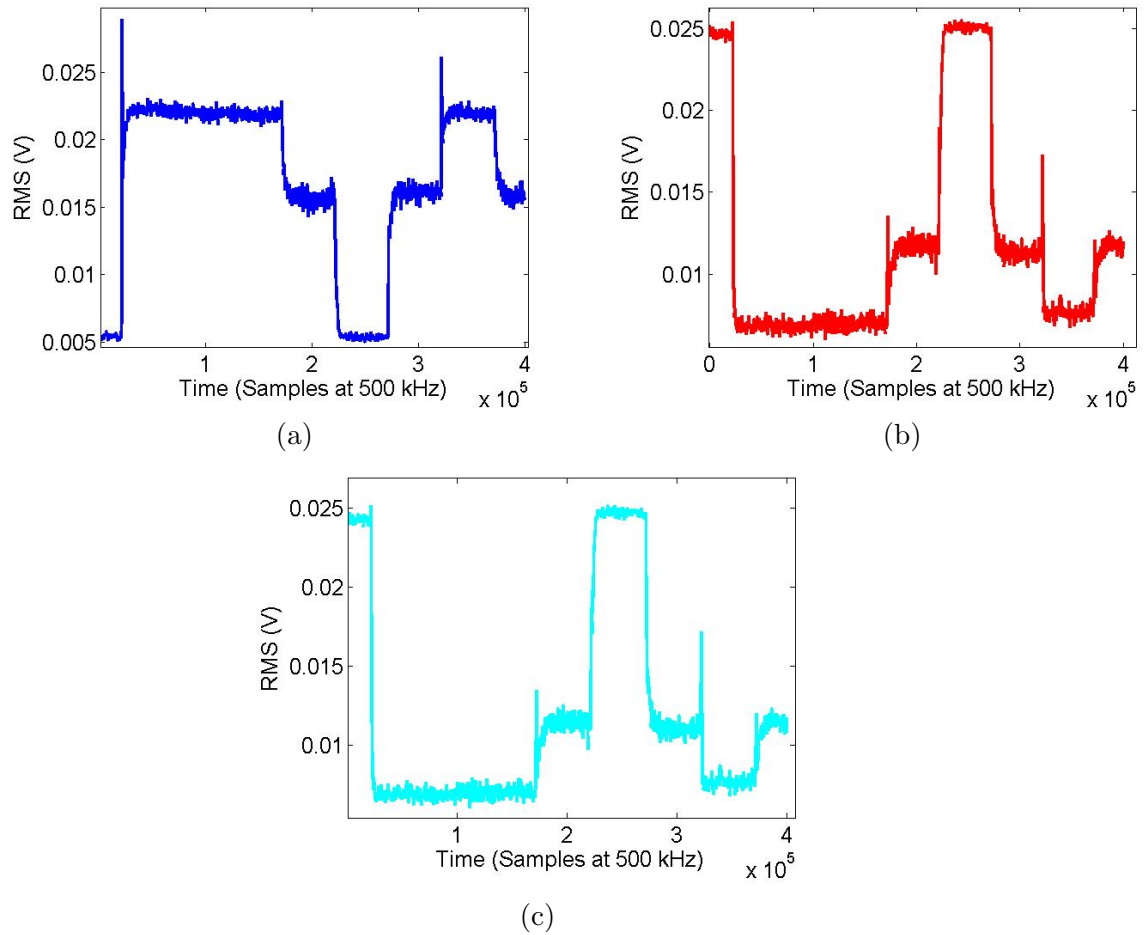 0.025
0.02
0.015
0.01
0.005
RMS (V)
1 2 3 4
Time (Samples at 500 kHz)
x 10^5
(a)
0.025
0.02
0.015
0.01
RMS (V)
0 1 2 3 4
Time (Samples at 500 kHz)
x 10^5
(b)
0.025
0.02
0.015
0.01
RMS (V)
1 2 3 4
Time (Samples at 500 kHz)
x 10^5
(c)